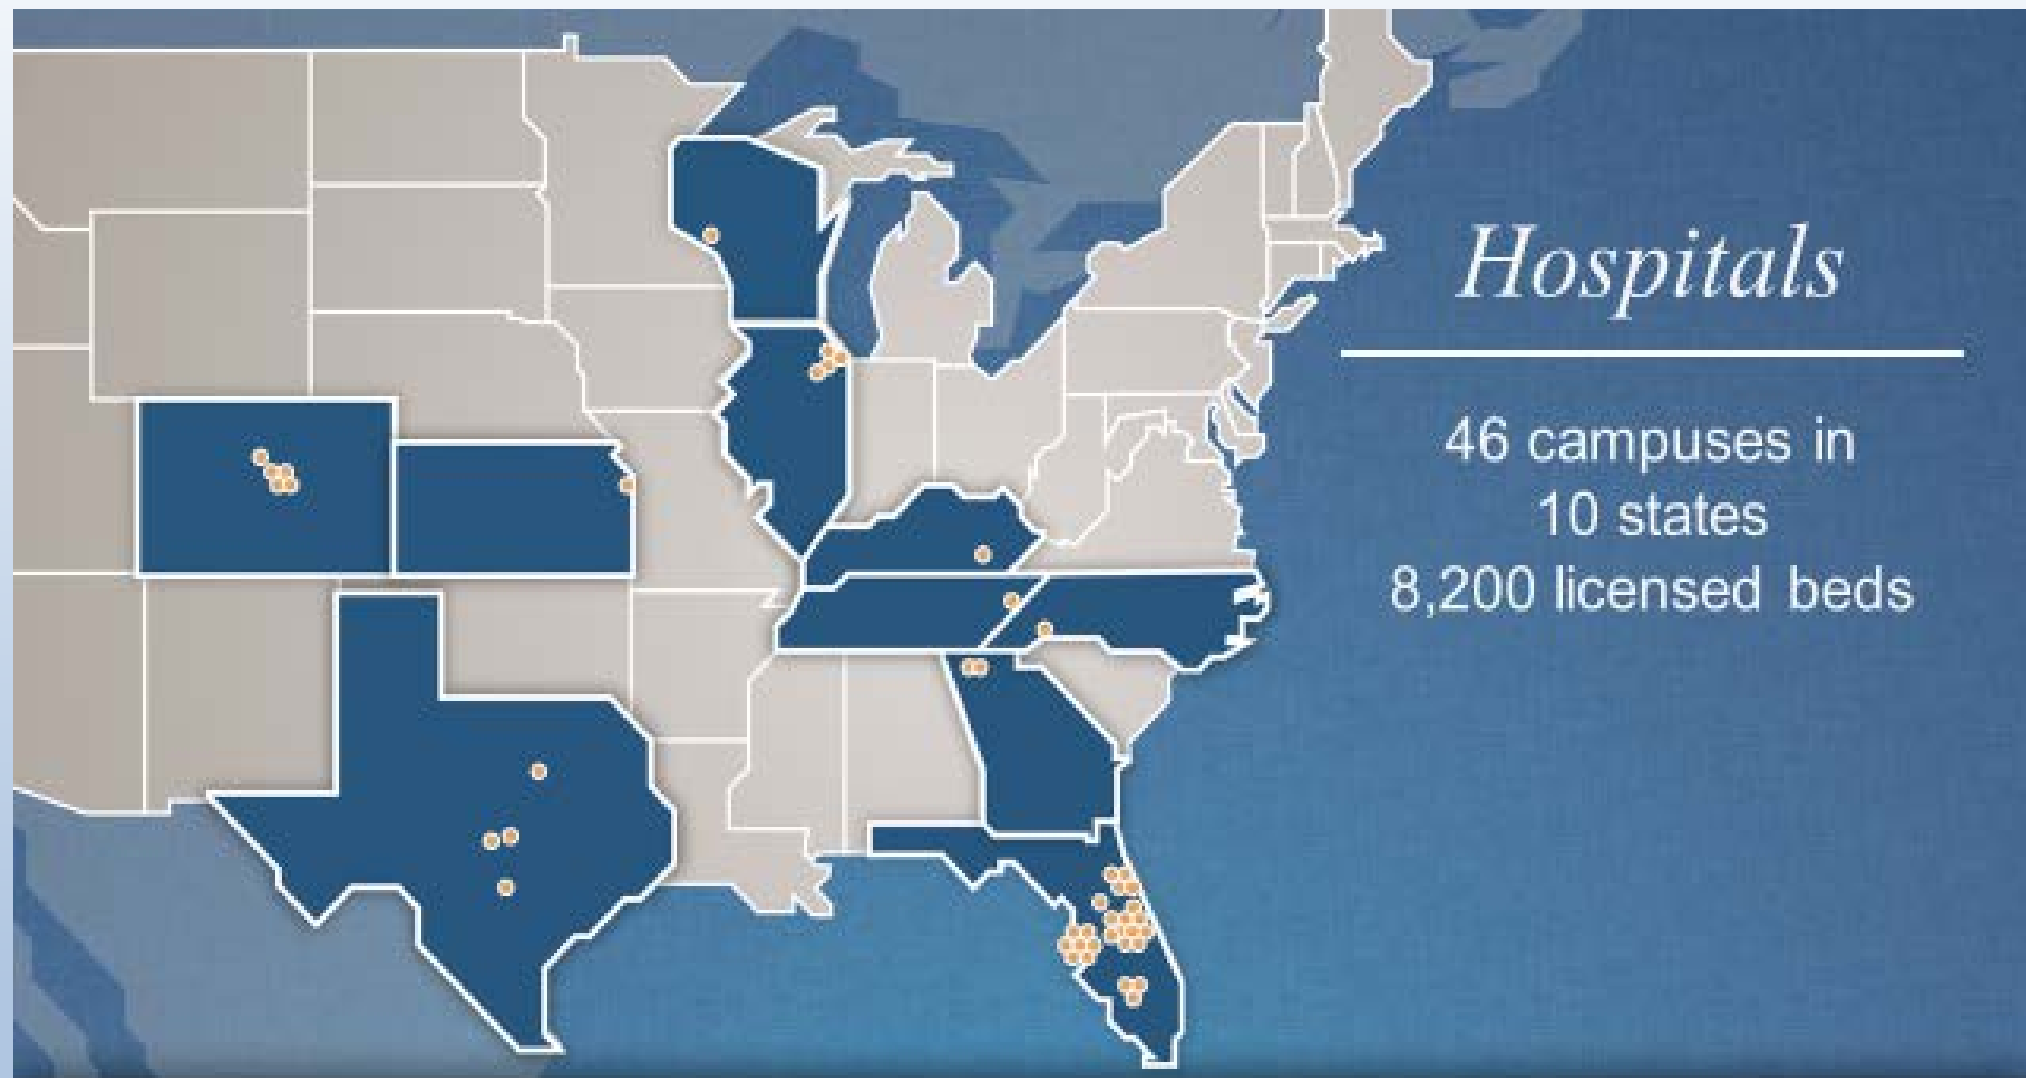 Hospitals
46 campuses in
10 states
8,200 licensed beds